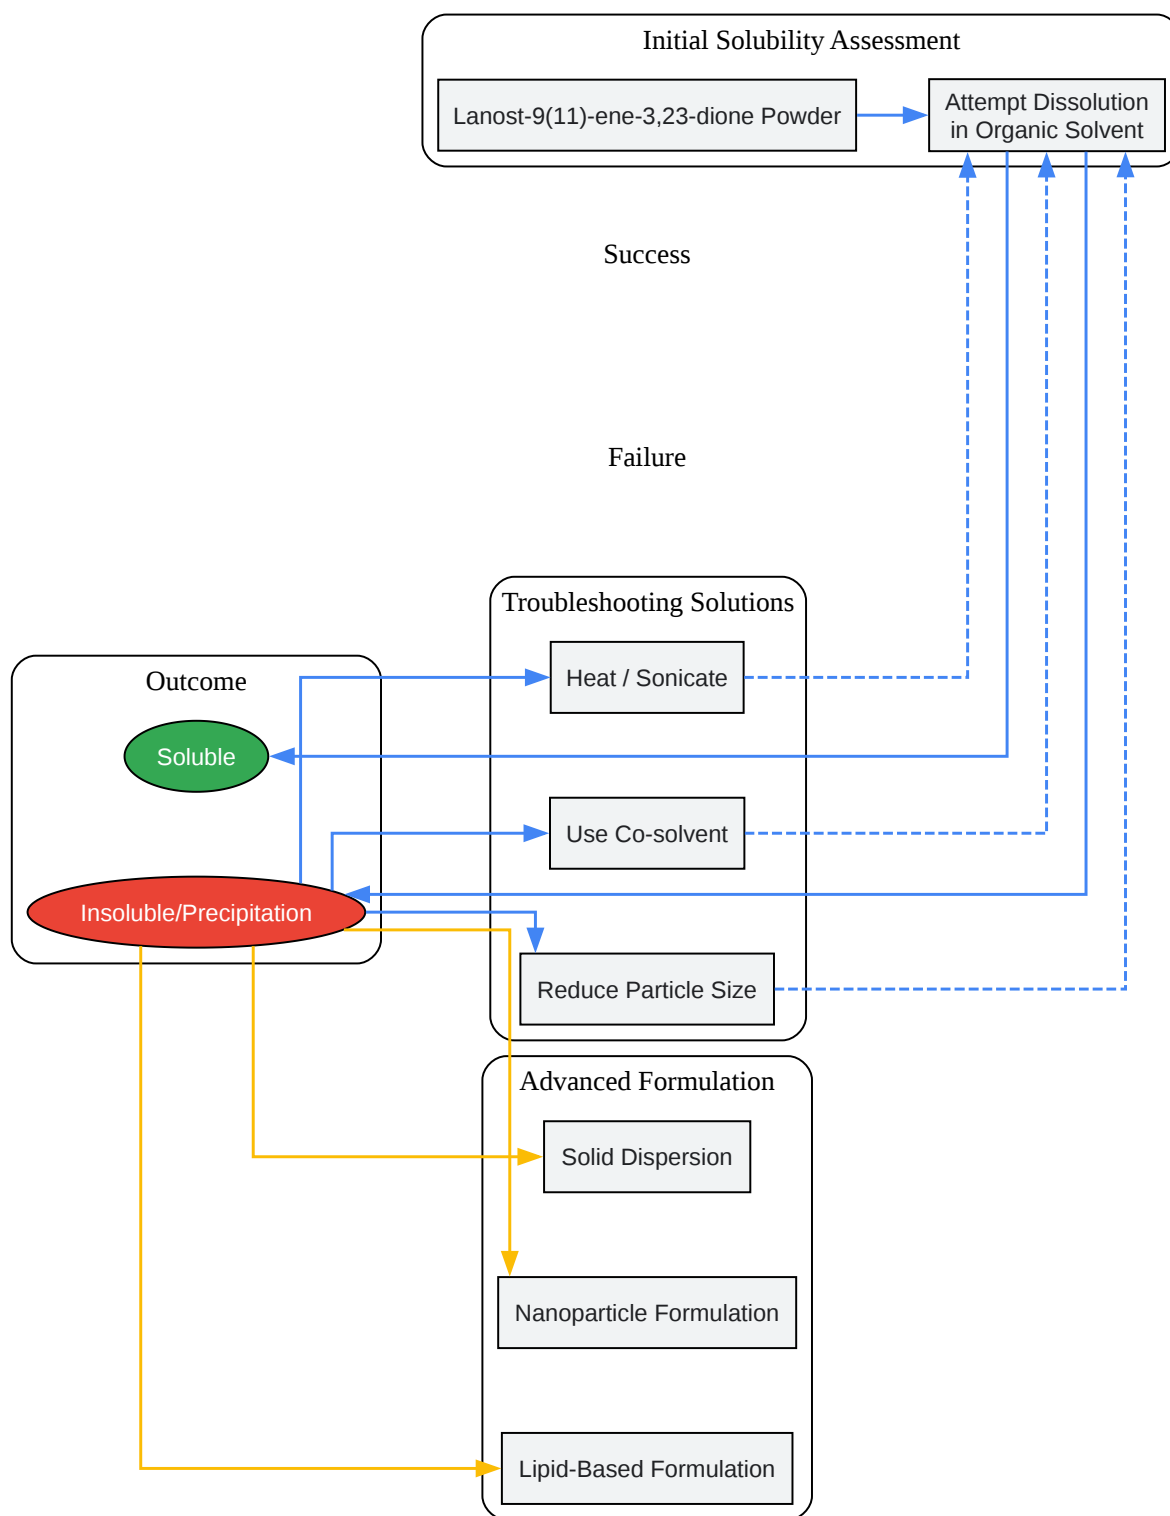 Initial Solubility Assessment
Lanost-9(11)-ene-3,23-dione Powder
Attempt Dissolution
in Organic Solvent
Success
Failure
Troubleshooting Solutions
Heat / Sonicate
Use Co-solvent
Reduce Particle Size
Outcome
Soluble
Insoluble/Precipitation
Advanced Formulation
Solid Dispersion
Nanoparticle Formulation
Lipid-Based Formulation